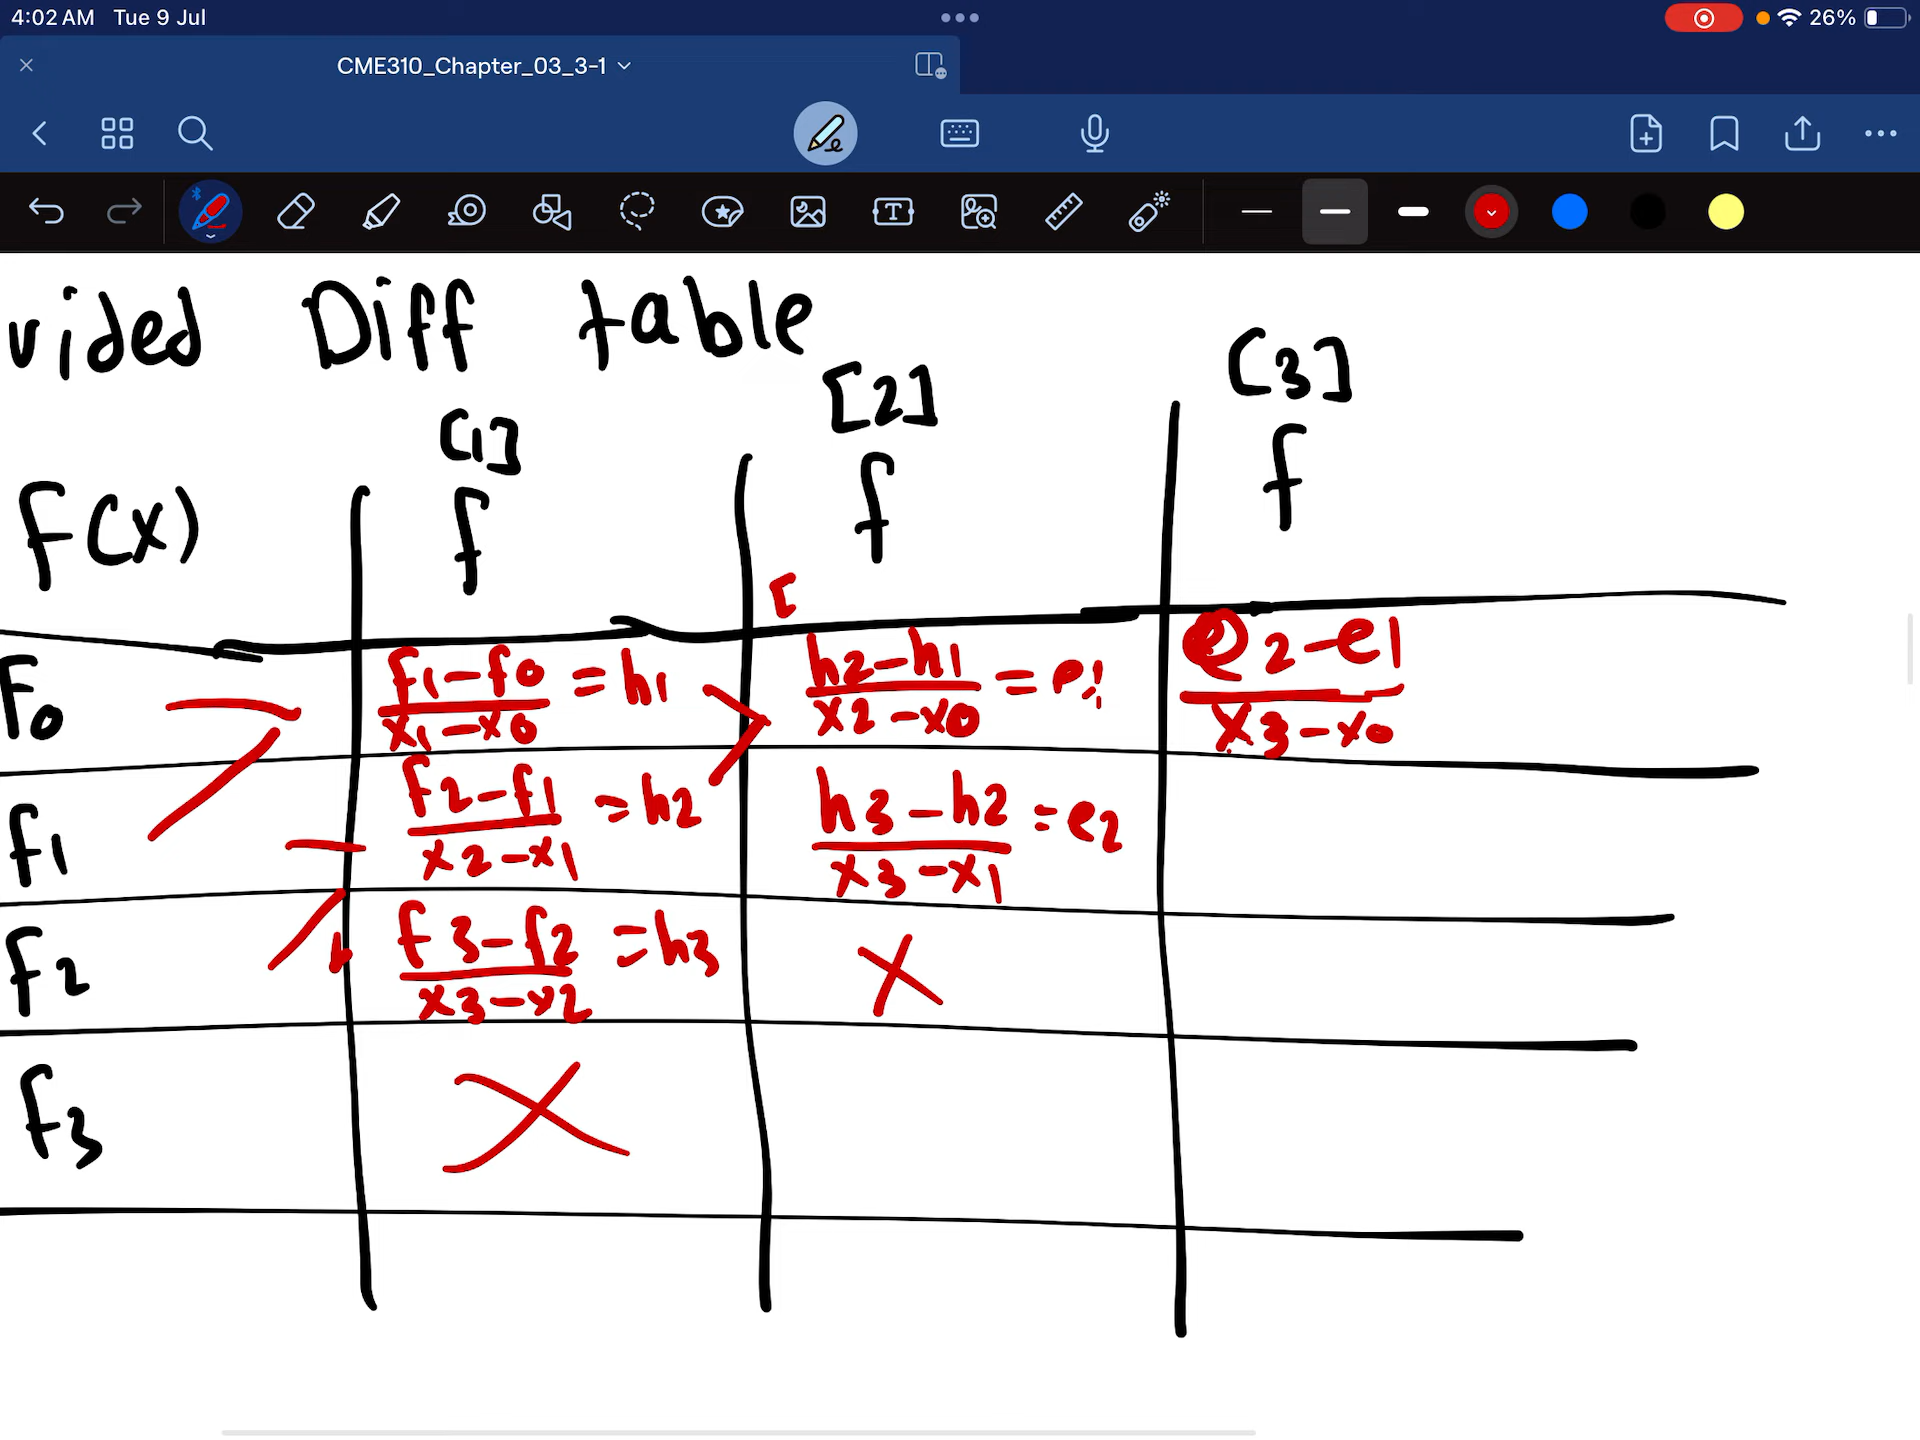 4:02 AM Tue 9 Jul 26%
CME310_Chapter_03_3-1
vided Diff table
[1] [2] [3]
f(x) f f f
[
f0 f1-f0 = h1 h2-h1 = e1 e2-e1
x1-x0 x2-x0 x3-x0
f1 f2-f1 = h2 h3-h2 = e2
x2-x1 x3-x1
f2 f3-f2 = h3 X
x3-x2
f3 X